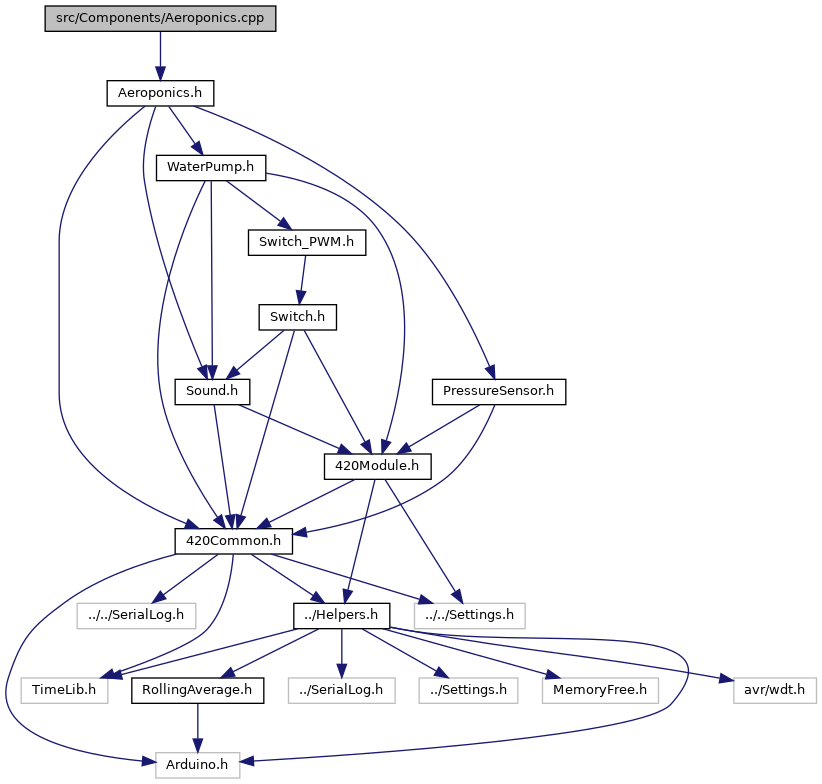 src/Components/Aeroponics.cpp
Aeroponics.h
WaterPump.h
Switch_PWM.h
Switch.h
Sound.h
PressureSensor.h
420Module.h
420Common.h
../../SerialLog.h
../Helpers.h
../../Settings.h
TimeLib.h
RollingAverage.h
../SerialLog.h
../Settings.h
MemoryFree.h
avr/wdt.h
Arduino.h